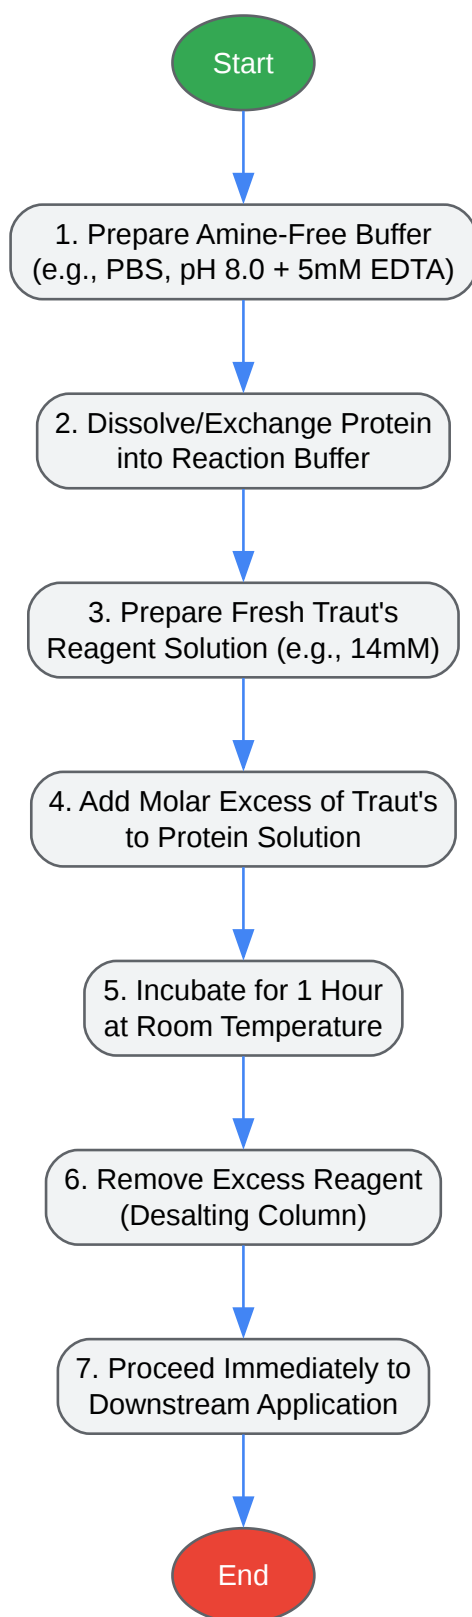 Start
1. Prepare Amine-Free Buffer
(e.g., PBS, pH 8.0 + 5mM EDTA)
2. Dissolve/Exchange Protein
into Reaction Buffer
3. Prepare Fresh Traut's
Reagent Solution (e.g., 14mM)
4. Add Molar Excess of Traut's
to Protein Solution
5. Incubate for 1 Hour
at Room Temperature
6. Remove Excess Reagent
(Desalting Column)
7. Proceed Immediately to
Downstream Application
End